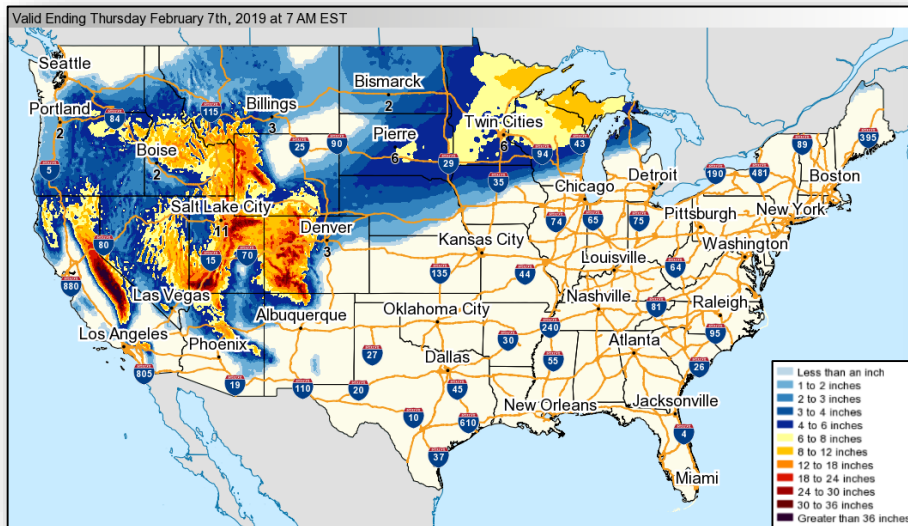 Valid Ending Thursday February 7th, 2019 at 7 AM EST
Seattle
Portland
2
84
115
Billings
3
Bismarck
2
Twin Cities
6
Pierre
6
Boise
2
25
90
29
94
43
35
5
Salt Lake City
11
80
15
70
Denver
3
880
Las Vegas
Los Angeles
805
Phoenix
19
Albuquerque
110
Chicago
Detroit
190
481
89
395
Boston
New York
Pittsburgh
Washington
74
65
75
Kansas City
135
44
Louisville
64
Nashville
81
Raleigh
95
Oklahoma City
240
27
30
Dallas
55
Atlanta
26
20
45
10
610
37
New Orleans
Jacksonville
4
Miami
Less than an inch
1 to 2 inches
2 to 3 inches
3 to 4 inches
4 to 6 inches
6 to 8 inches
8 to 12 inches
12 to 18 inches
18 to 24 inches
24 to 30 inches
30 to 36 inches
Greater than 36 inches